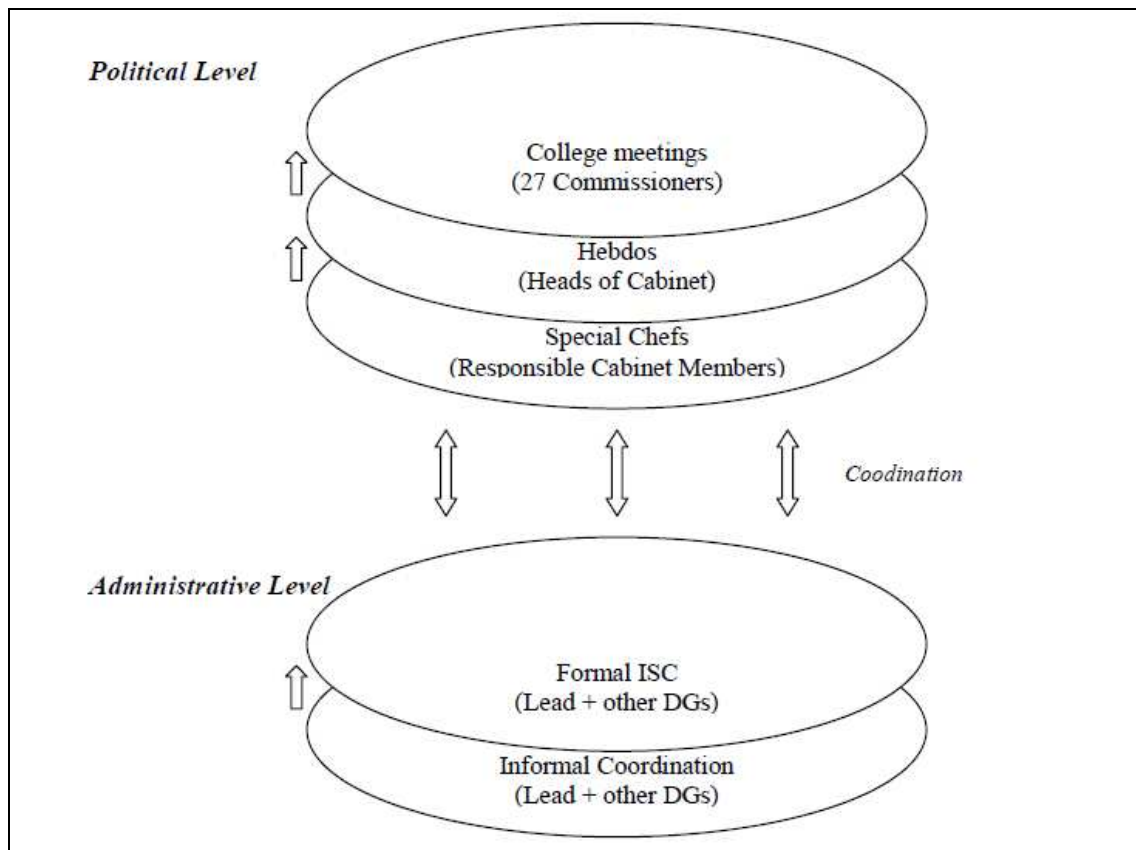 Political Level
College meetings
(27 Commissioners)
Hebdos
(Heads of Cabinet)
Special Chefs
(Responsible Cabinet Members)
Coodination
Administrative Level
Formal ISC
(Lead + other DGs)
Informal Coordination
(Lead + other DGs)